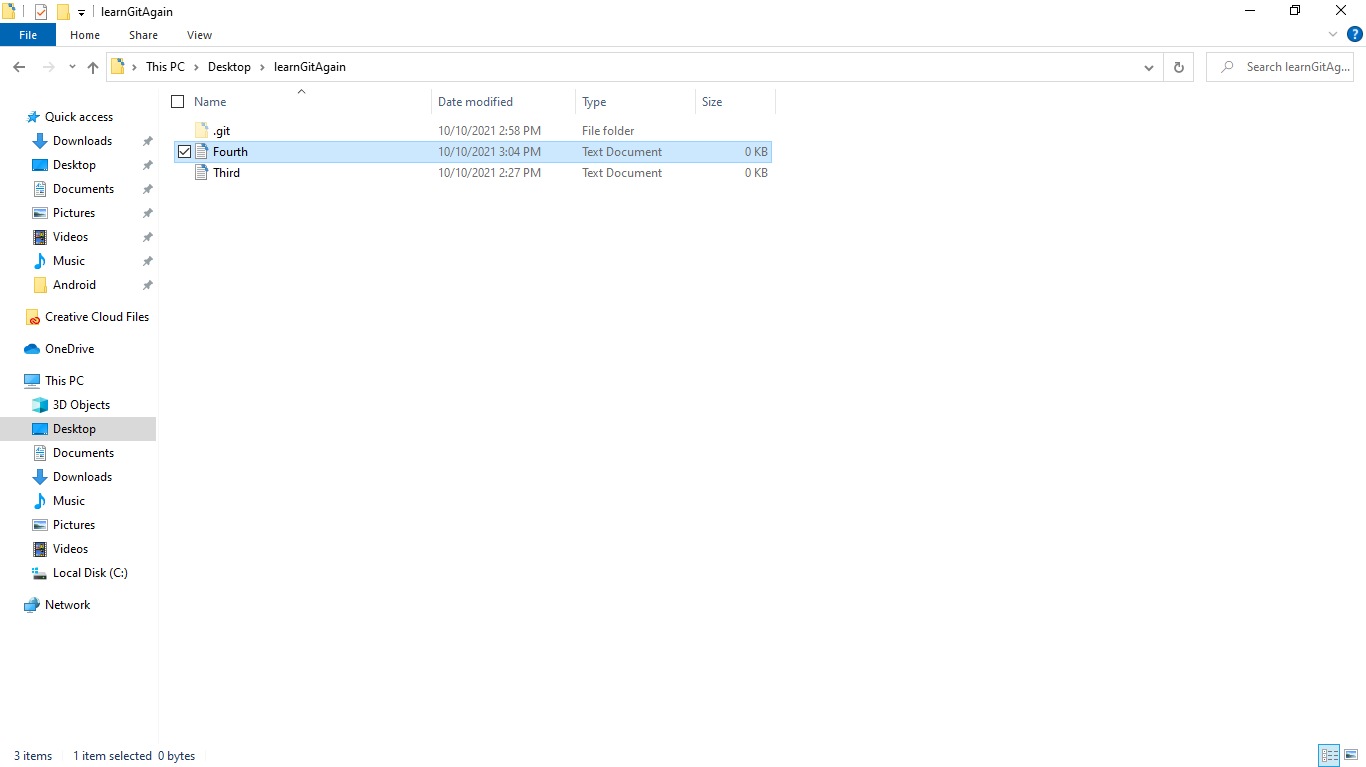 learnGitAgain
File Home Share View
This PC Desktop learnGitAgain Search learnGitAg...
Name Date modified Type Size
.git 10/10/2021 2:58 PM File folder
Fourth 10/10/2021 3:04 PM Text Document 0 KB
Third 10/10/2021 2:27 PM Text Document 0 KB
Quick access
Downloads
Desktop
Documents
Pictures
Videos
Music
Android
Creative Cloud Files
OneDrive
This PC
3D Objects
Desktop
Documents
Downloads
Music
Pictures
Videos
Local Disk (C:)
Network
3 items 1 item selected 0 bytes